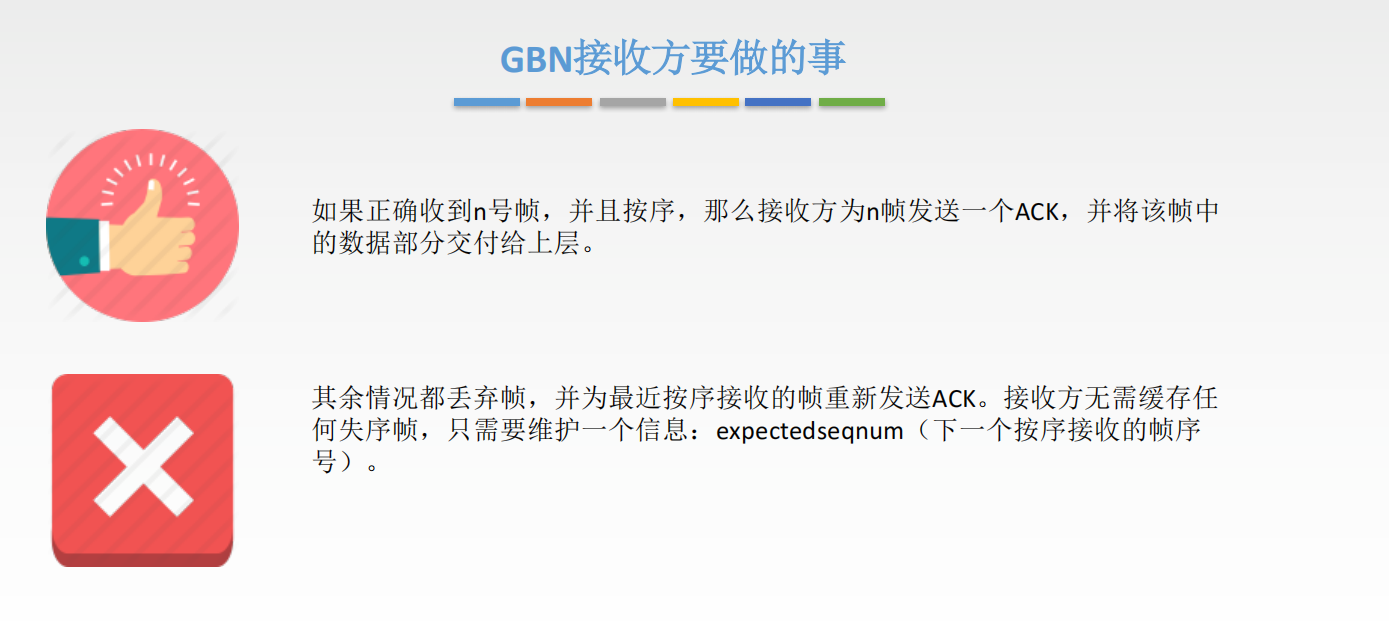 GBN接收方要做的事
如果正确收到n号帧，并且按序，那么接收方为n帧发送一个ACK，并将该帧中
的数据部分交付给上层。
其余情况都丢弃帧，并为最近按序接收的帧重新发送ACK。接收方无需缓存任
何失序帧，只需要维护一个信息：expectedseqnum（下一个按序接收的帧序
号）。